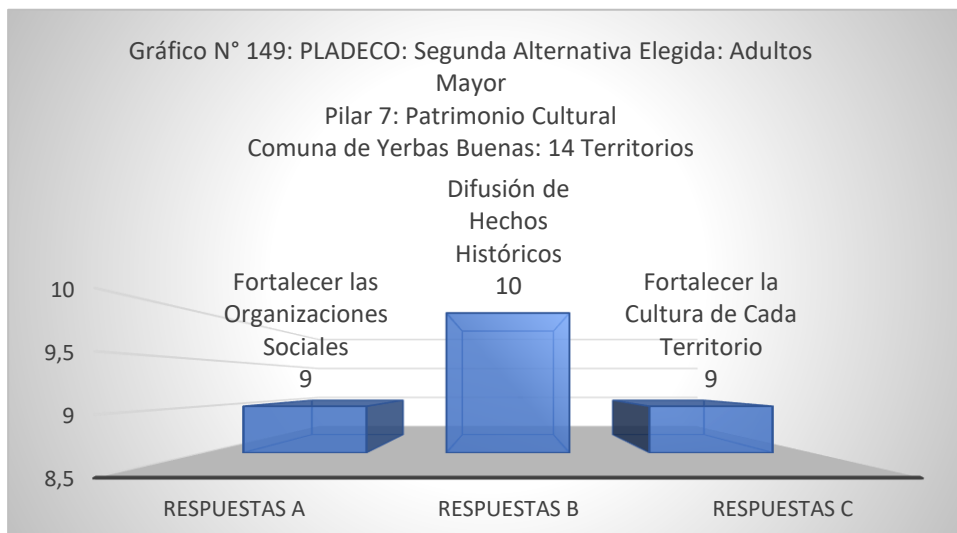 Gráfico N° 149: PLADECO: Segunda Alternativa Elegida: Adultos
Mayor
Pilar 7: Patrimonio Cultural
Comuna de Yerbas Buenas: 14 Territorios
Difusión de
Hechos
Históricos
10
Fortalecer las
Organizaciones
Sociales
9
Fortalecer la
Cultura de Cada
Territorio
9
10
9,5
9
8,5
RESPUESTAS A
RESPUESTAS B
RESPUESTAS C